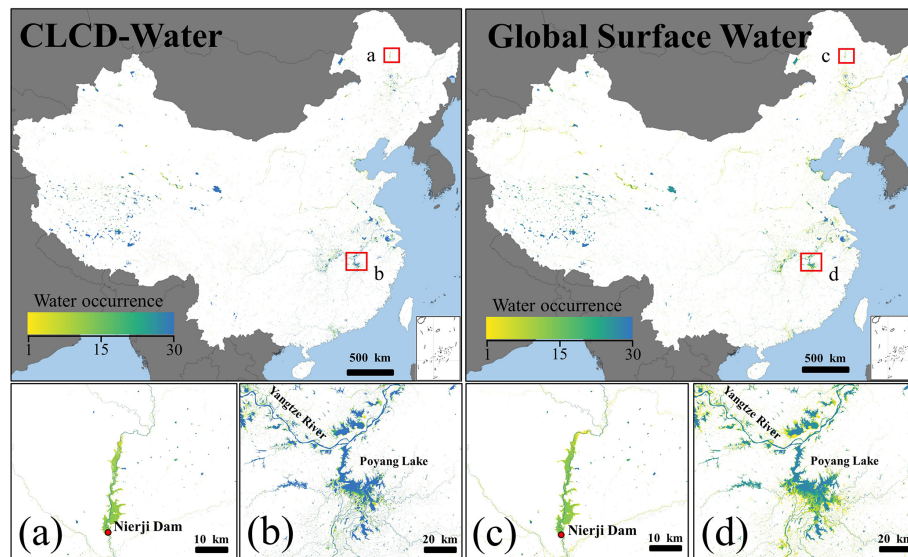 CLCD-Water
a
b
Water occurrence
1 15 30
500 km
Global Surface Water
c
d
Water occurrence
1 15 30
500 km
(a)
Nierji Dam
10 km
Yangtze River
Poyang Lake
(b)
20 km
(c)
Nierji Dam
10 km
Yangtze River
Poyang Lake
(d)
20 km